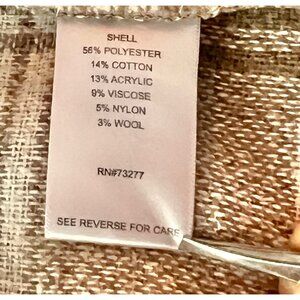 SHELL
56% POLYESTER
14% COTTON
13% ACRYLIC
9% VISCOSE
5% NYLON
3% WOOL
RN#73277
SEE REVERSE FOR CARE